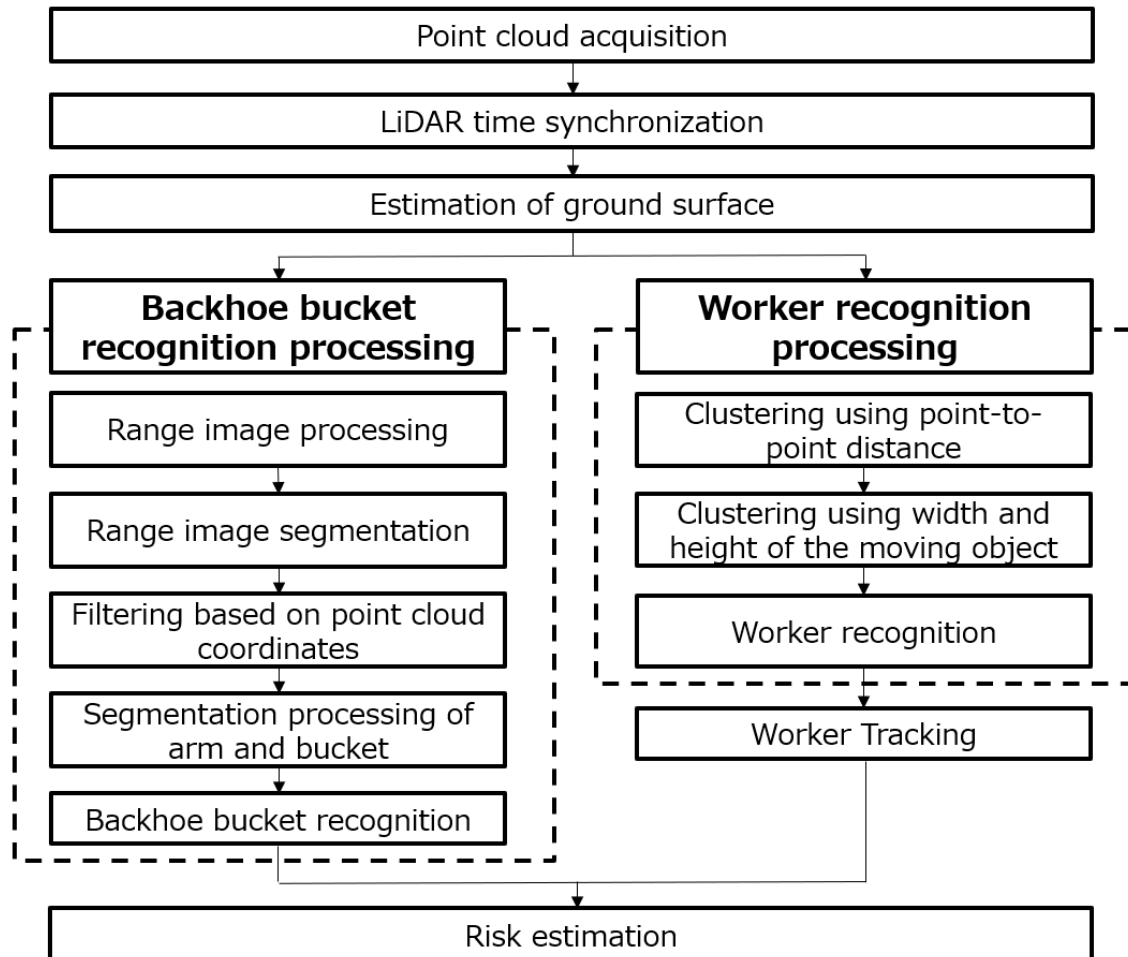 Point cloud acquisition
LiDAR time synchronization
Estimation of ground surface
Backhoe bucket
recognition processing
Range image processing
Range image segmentation
Filtering based on point cloud
coordinates
Segmentation processing of
arm and bucket
Backhoe bucket recognition
Worker recognition
processing
Clustering using point-to-
point distance
Clustering using width and
height of the moving object
Worker recognition
Worker Tracking
Risk estimation